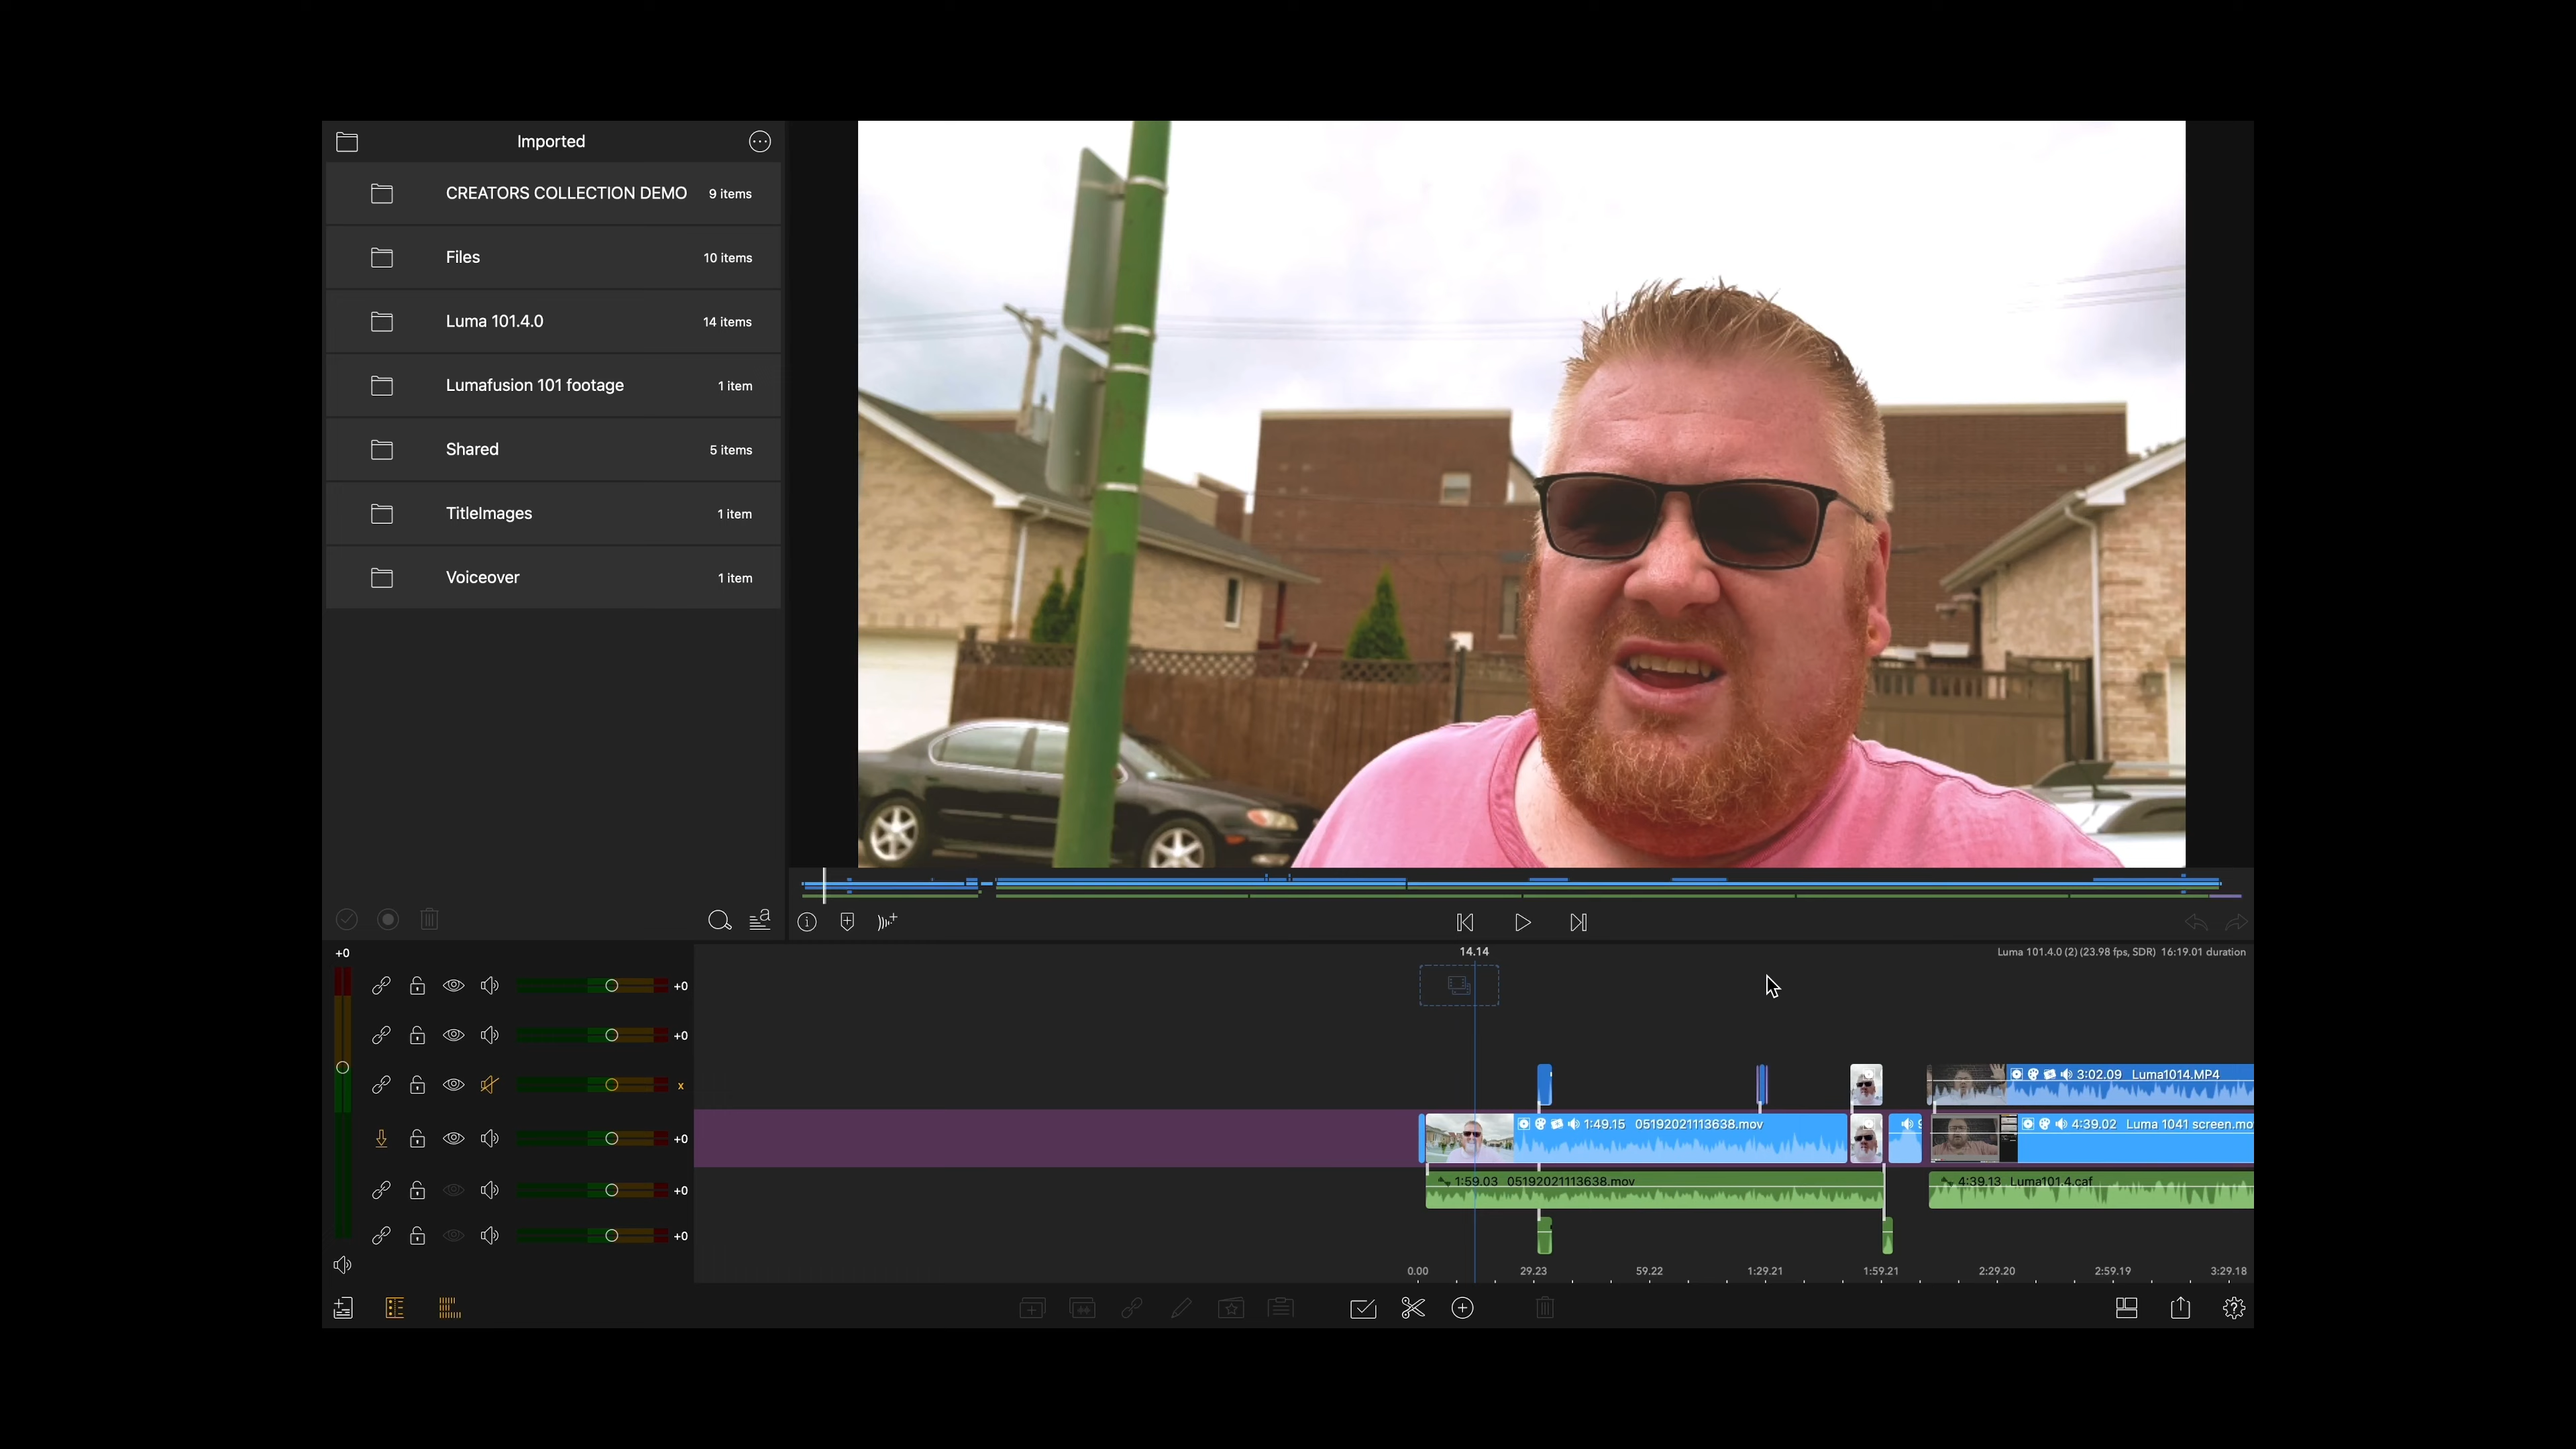 Imported
CREATORS COLLECTION DEMO 9 items
Files 10 items
Luma 101.4.0 14 items
Lumafusion 101 footage 1 item
Shared 5 items
TitleImages 1 item
Voiceover 1 item
+0 14.14 Luma 101.4.0 (2) (23.98 fps, SDR) 16:19.01 duration
+0
+0
x 3:02.09 Luma1014.MP4
+0 1:49.15 05192021113638.mov 4:39.02 Luma 1041 screen.mo
+0 1:59.03 05192021113638.mov 4:39.13 Luma101.4.caf
+0
0.00 29.23 59.22 1:29.21 1:59.21 2:29.20 2:59.19 3:29.18